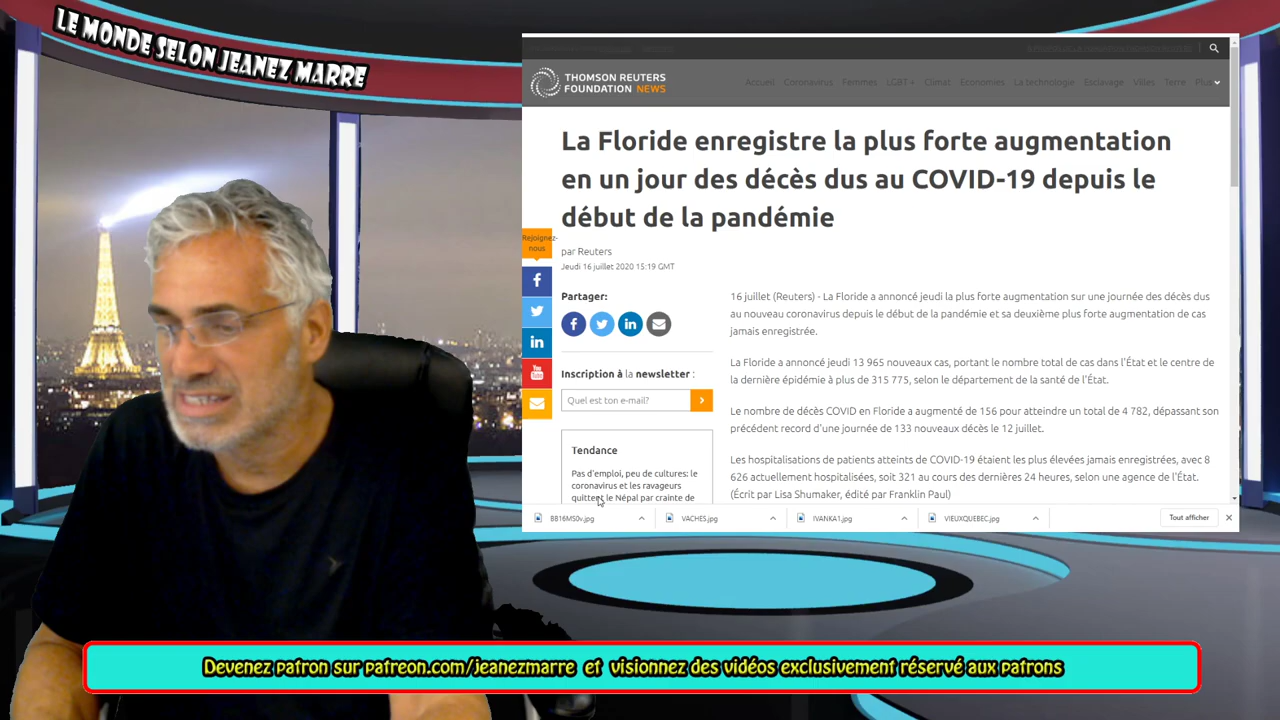 LE MONDE SELON JEANEZ MARRE
THOMSON REUTERS
FOUNDATION NEWS
Accueil Coronavirus Femmes LGBT+ Climat Economies La technologie Esclavage Villes Terre Plus
La Floride enregistre la plus forte augmentation
en un jour des décès dus au COVID-19 depuis le
début de la pandémie
Rejoignez-
nous
par Reuters
Jeudi 16 juillet 2020 15:19 GMT
Partager:
Inscription à la newsletter :
Quel est ton e-mail?
Tendance
Pas d'emploi, peu de cultures: le
coronavirus et les ravageurs
quittent le Népal par crainte de
16 juillet (Reuters) - La Floride a annoncé jeudi la plus forte augmentation sur une journée des décès dus
au nouveau coronavirus depuis le début de la pandémie et sa deuxième plus forte augmentation de cas
jamais enregistrée.
La Floride a annoncé jeudi 13 965 nouveaux cas, portant le nombre total de cas dans l'État et le centre de
la dernière épidémie à plus de 315 775, selon le département de la santé de l'État.
Le nombre de décès COVID en Floride a augmenté de 156 pour atteindre un total de 4 782, dépassant son
précédent record d'une journée de 133 nouveaux décès le 12 juillet.
Les hospitalisations de patients atteints de COVID-19 étaient les plus élevées jamais enregistrées, avec 8
626 actuellement hospitalisées, soit 321 au cours des dernières 24 heures, selon une agence de l'État.
(Écrit par Lisa Shumaker, édité par Franklin Paul)
BB16MS0v.jpg VACHES.jpg IVANKA1.jpg VIEUXQUEBEC.jpg Tout afficher
Devenez patron sur patreon.com/jeanezmarre et visionnez des vidéos exclusivement réservé aux patrons